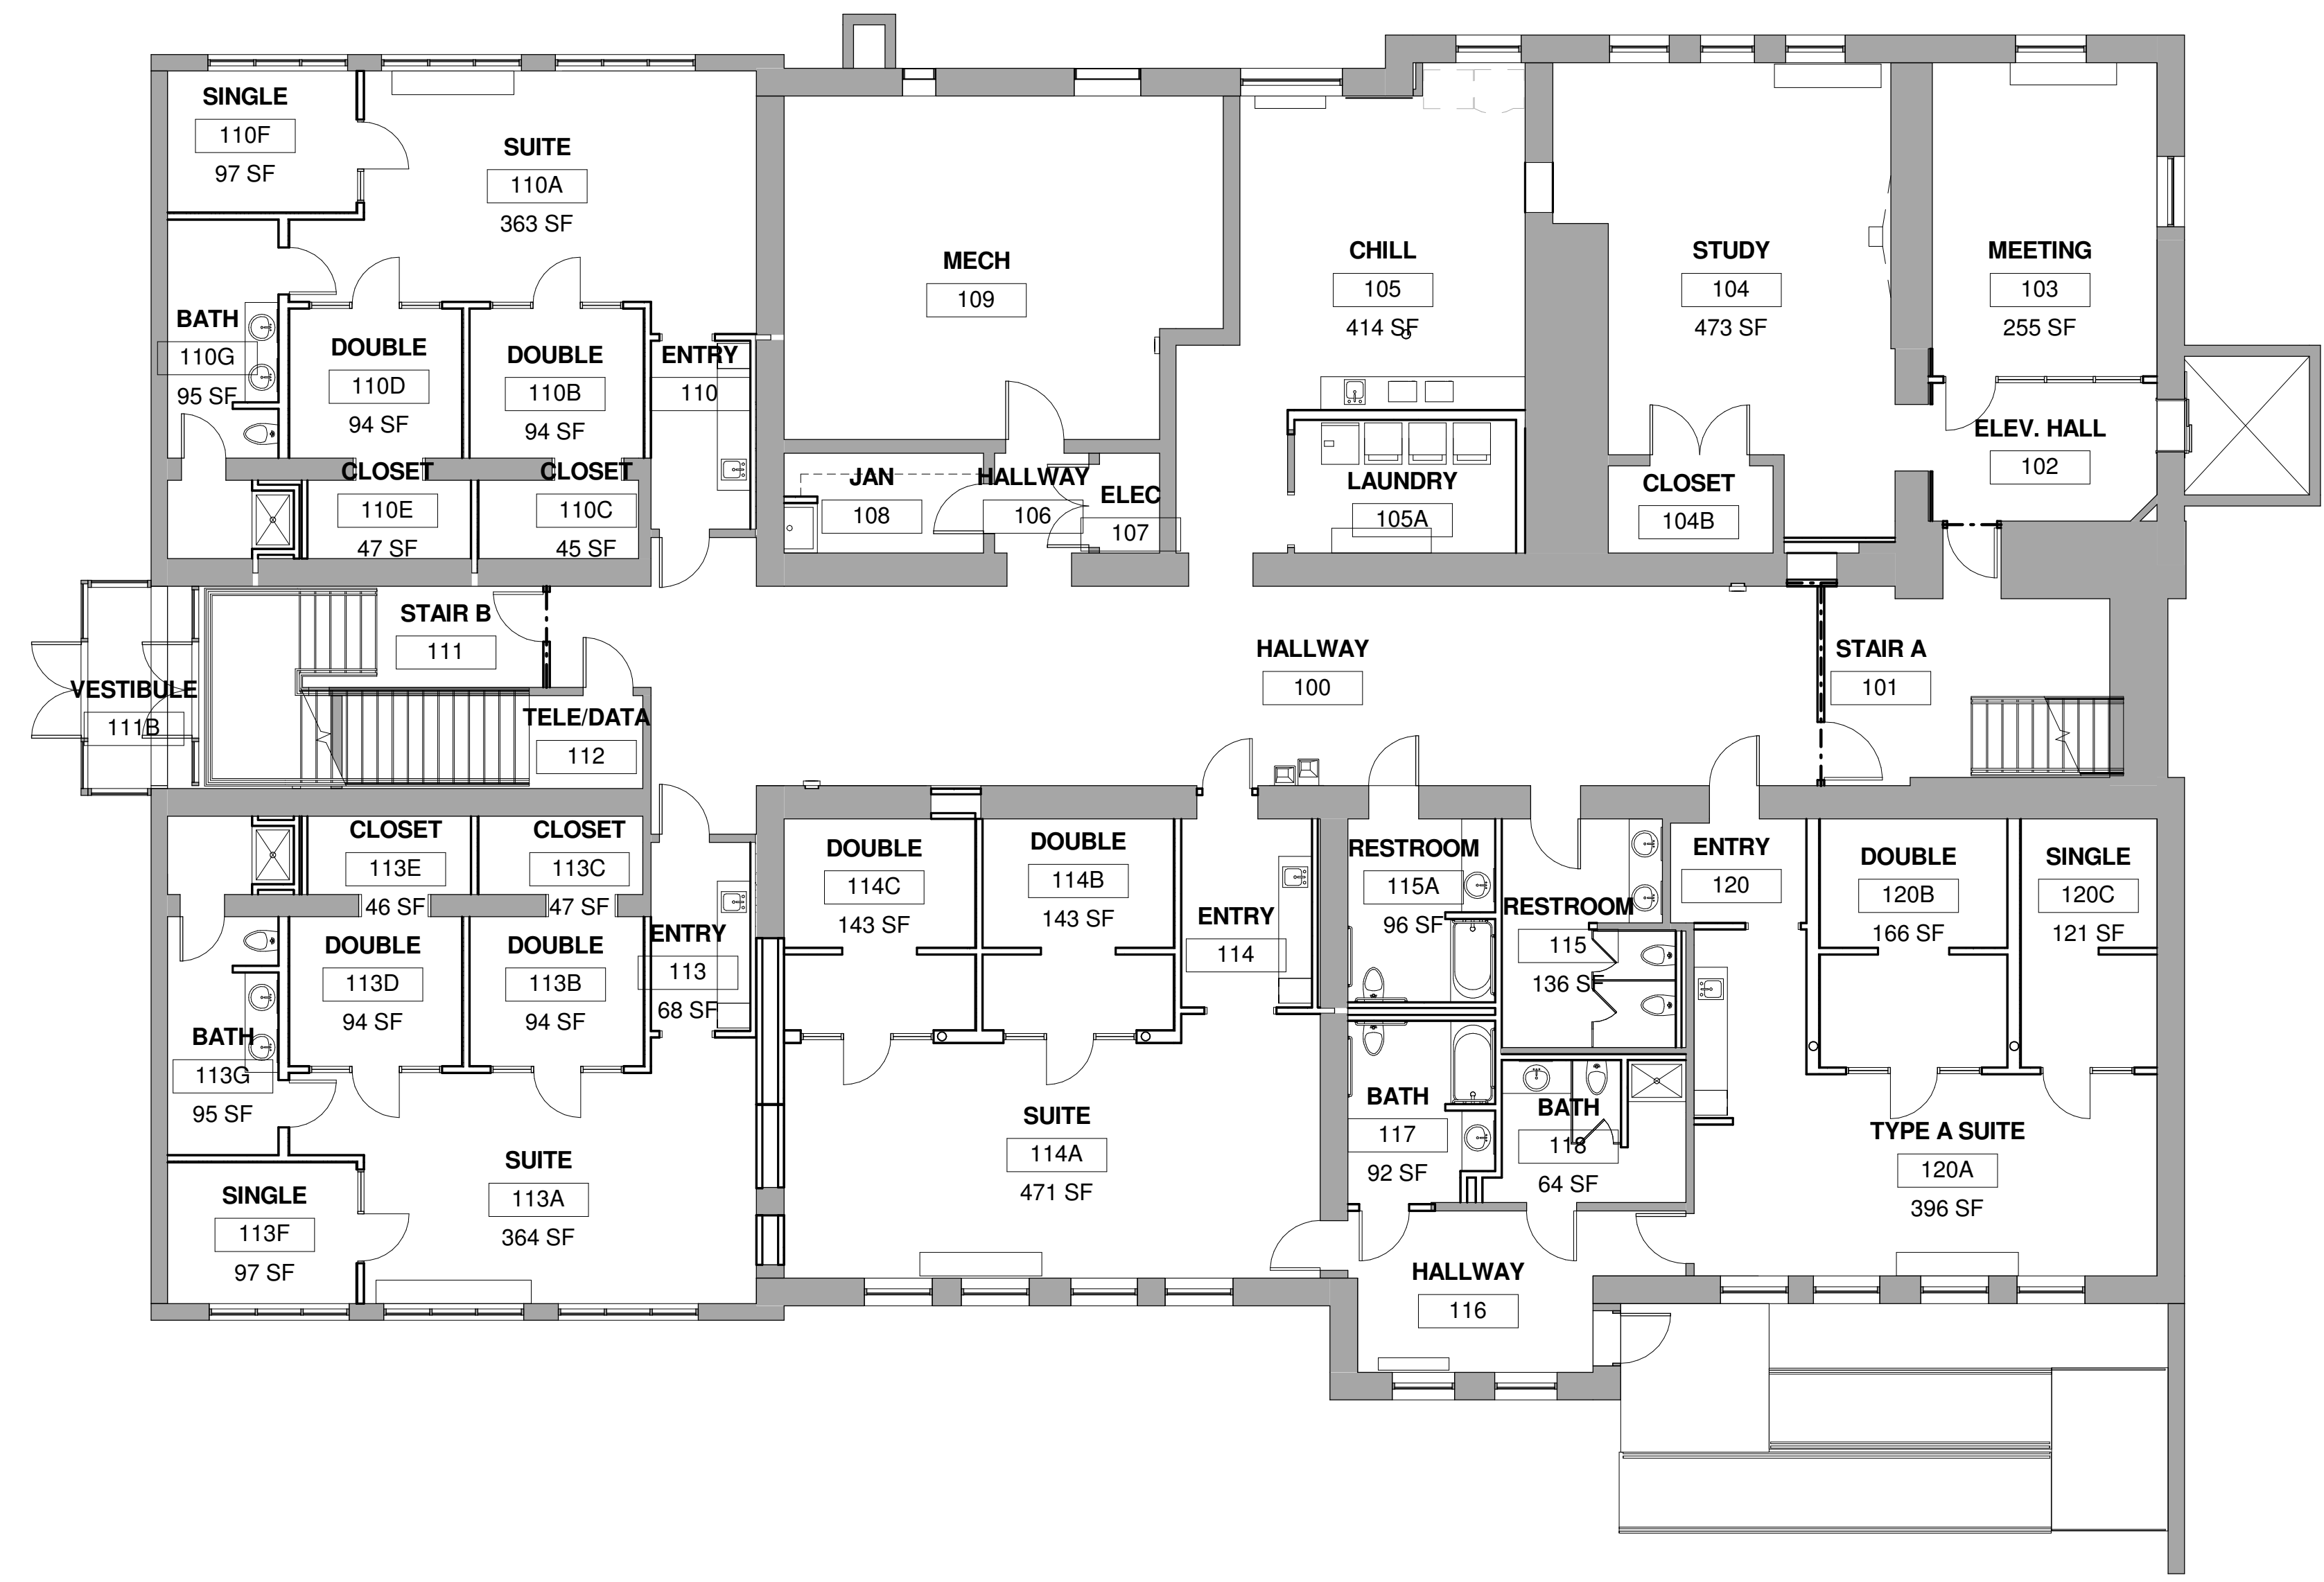 SINGLE
110F
97 SF
SUITE
110A
363 SF
BATH
110G
95 SF
DOUBLE
110D
94 SF
DOUBLE
110B
94 SF
ENTRY
110
CLOSET
110E
47 SF
CLOSET
110C
45 SF
MECH
109
JAN
108
HALLWAY
106
ELEC
107
CHILL
105
414 SF
LAUNDRY
105A
STUDY
104
473 SF
CLOSET
104B
MEETING
103
255 SF
ELEV. HALL
102
STAIR B
111
VESTIBULE
111B
TELE/DATA
112
HALLWAY
100
STAIR A
101
CLOSET
113E
46 SF
CLOSET
113C
47 SF
DOUBLE
113D
94 SF
DOUBLE
113B
94 SF
ENTRY
113
68 SF
BATH
113G
95 SF
SINGLE
113F
97 SF
SUITE
113A
364 SF
DOUBLE
114C
143 SF
DOUBLE
114B
143 SF
ENTRY
114
SUITE
114A
471 SF
RESTROOM
115A
96 SF
RESTROOM
115
136 SF
BATH
117
92 SF
BATH
118
64 SF
HALLWAY
116
ENTRY
120
DOUBLE
120B
166 SF
SINGLE
120C
121 SF
TYPE A SUITE
120A
396 SF